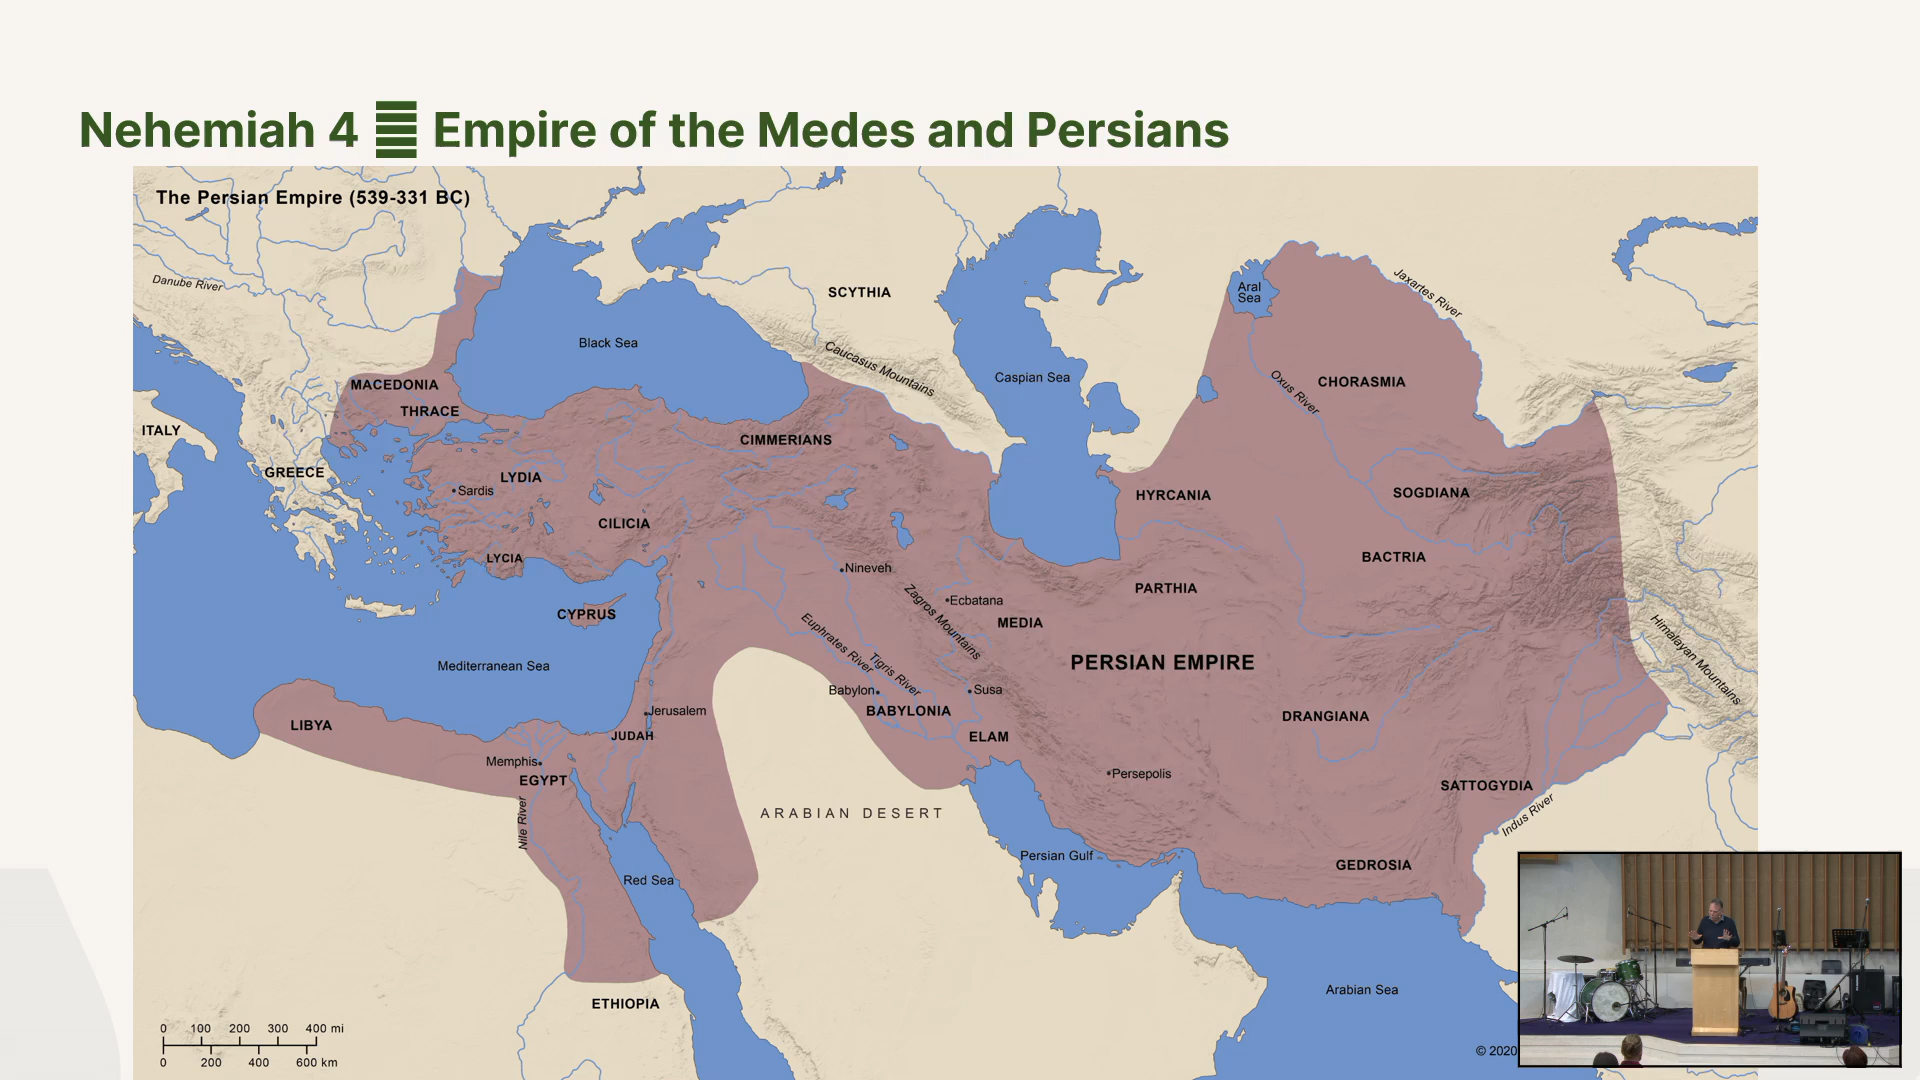 Nehemiah 4 Empire of the Medes and Persians
The Persian Empire (539-331 BC)
Danube River
SCYTHIA
Aral
Sea
Jaxartes River
Black Sea
Caucasus Mountains
Caspian Sea
MACEDONIA
THRACE
Oxus River
CHORASMIA
ITALY
CIMMERIANS
GREECE
LYDIA
Sardis
HYRCANIA
SOGDIANA
CILICIA
LYCIA
BACTRIA
Nineveh
PARTHIA
Zagros Mountains
Ecbatana
CYPRUS
MEDIA
Himalayan Mountains
Euphrates River
Tigris River
Mediterranean Sea
PERSIAN EMPIRE
Babylon
Susa
LIBYA
Jerusalem
BABYLONIA
DRANGIANA
JUDAH
ELAM
Memphis
EGYPT
Persepolis
SATTOGYDIA
Nile River
ARABIAN DESERT
Indus River
Persian Gulf
GEDROSIA
Red Sea
Arabian Sea
ETHIOPIA
0 100 200 300 400 mi
0 200 400 600 km
© 2020